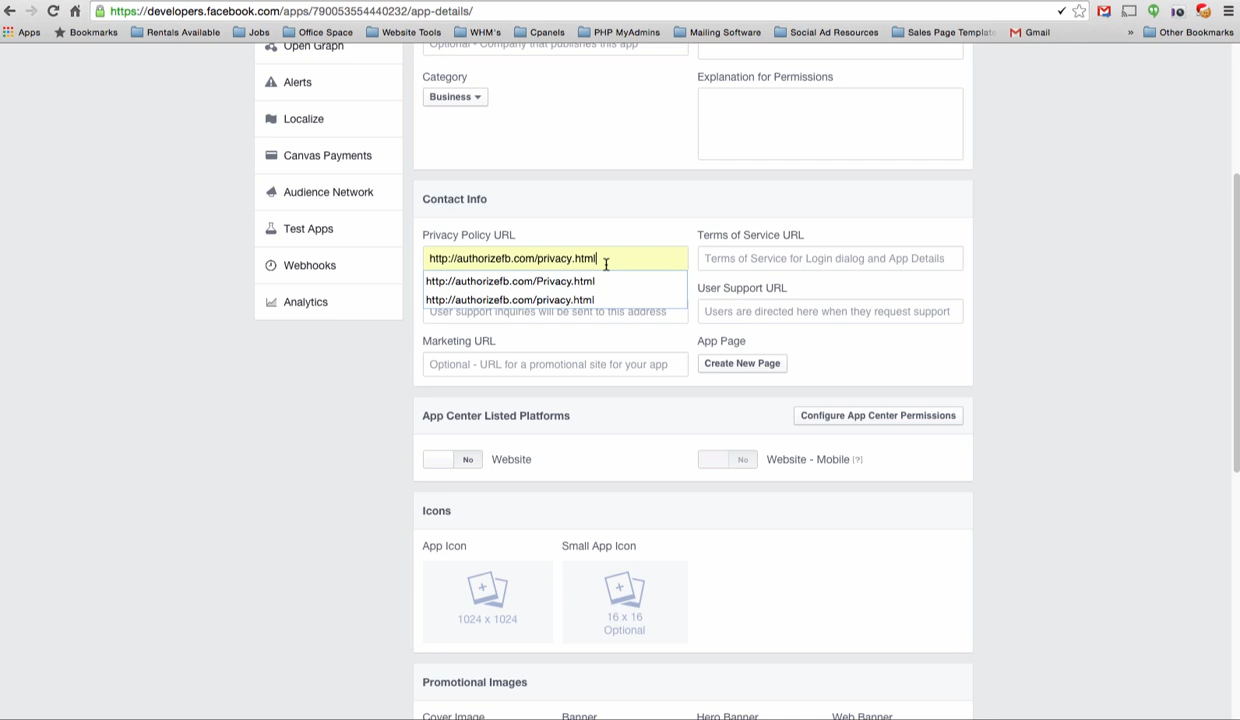 https://developers.facebook.com/apps/790053554440232/app-details/
Apps Bookmarks Rentals Available Jobs Office Space Website Tools WHM's Cpanels PHP MyAdmins Mailing Software Social Ad Resources Sales Page Templat Gmail » Other Bookmarks
Open Graph
Alerts
Localize
Canvas Payments
Audience Network
Test Apps
Webhooks
Analytics
Optional - Company that publishes this app
Category
Business
Explanation for Permissions
Contact Info
Privacy Policy URL
http://authorizefb.com/privacy.html
http://authorizefb.com/Privacy.html
http://authorizefb.com/privacy.html
User support inquiries will be sent to this address
Terms of Service URL
Terms of Service for Login dialog and App Details
User Support URL
Users are directed here when they request support
Marketing URL
Optional - URL for a promotional site for your app
App Page
Create New Page
App Center Listed Platforms
Configure App Center Permissions
No Website
No Website - Mobile [?]
Icons
App Icon
1024 x 1024
Small App Icon
16 x 16
Optional
Promotional Images
Cover Image Banner Hero Banner Web Banner